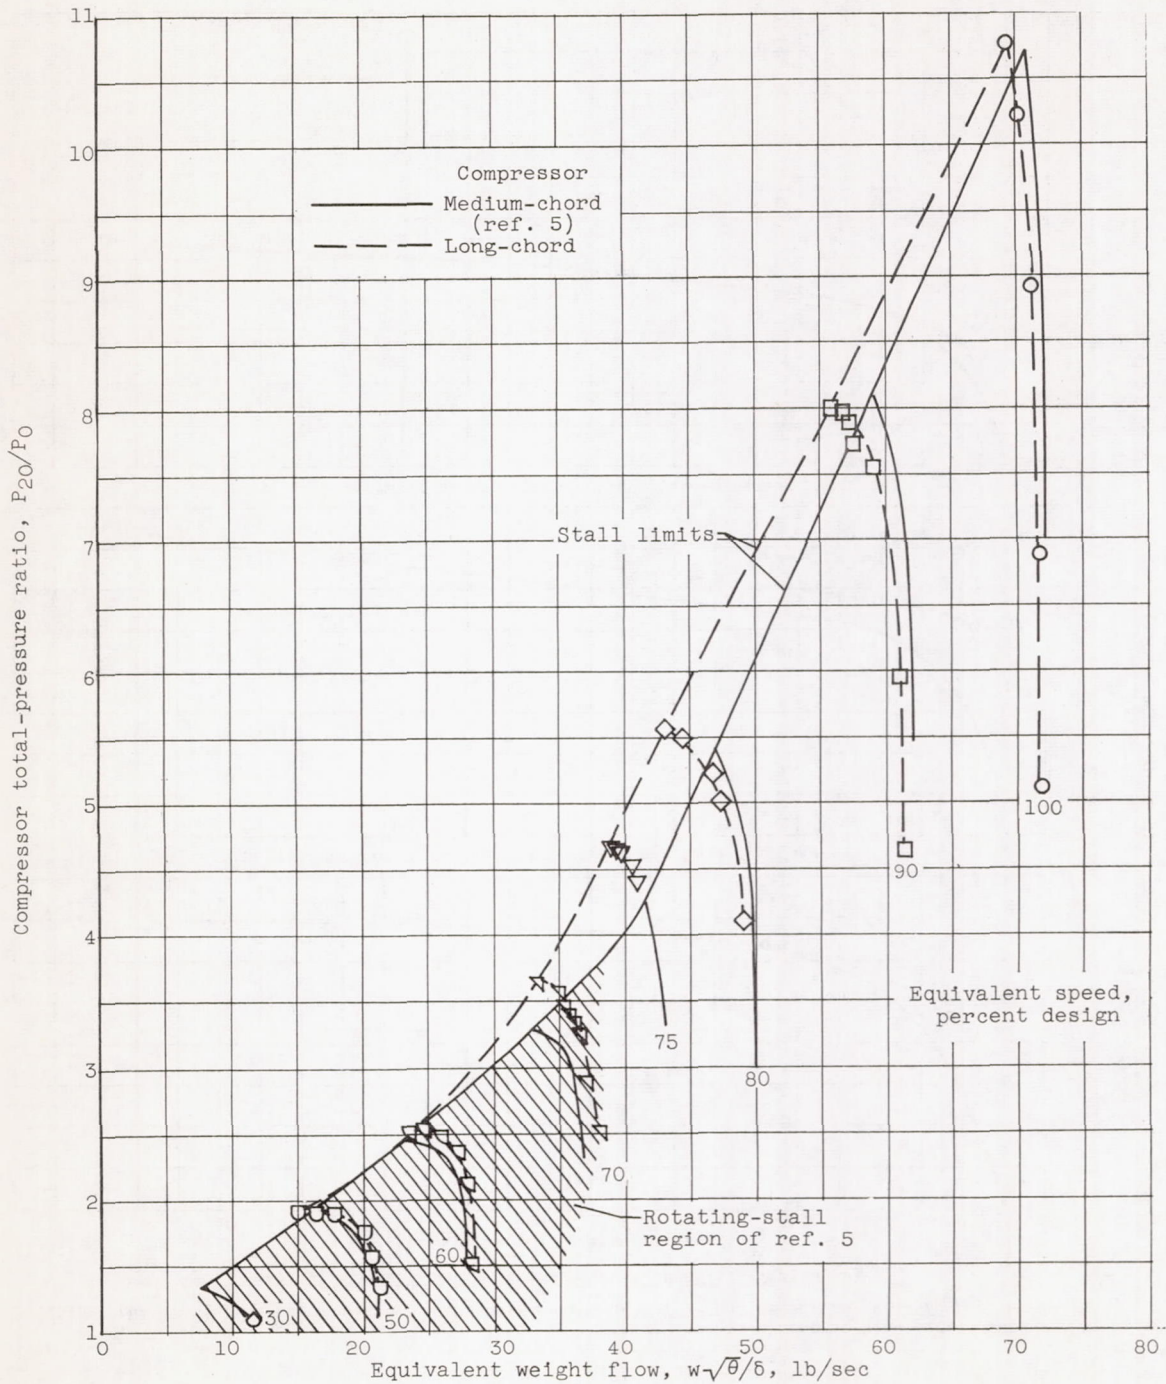 11
10
9
8
7
6
5
4
3
2
1
Compressor total-pressure ratio, P20/P0
Compressor
Medium-chord
(ref. 5)
Long-chord
Stall limits
100
90
Equivalent speed,
percent design
75
80
70
Rotating-stall
region of ref. 5
60
50
30
0 10 20 30 40 50 60 70 80
Equivalent weight flow, w√θ/δ, lb/sec